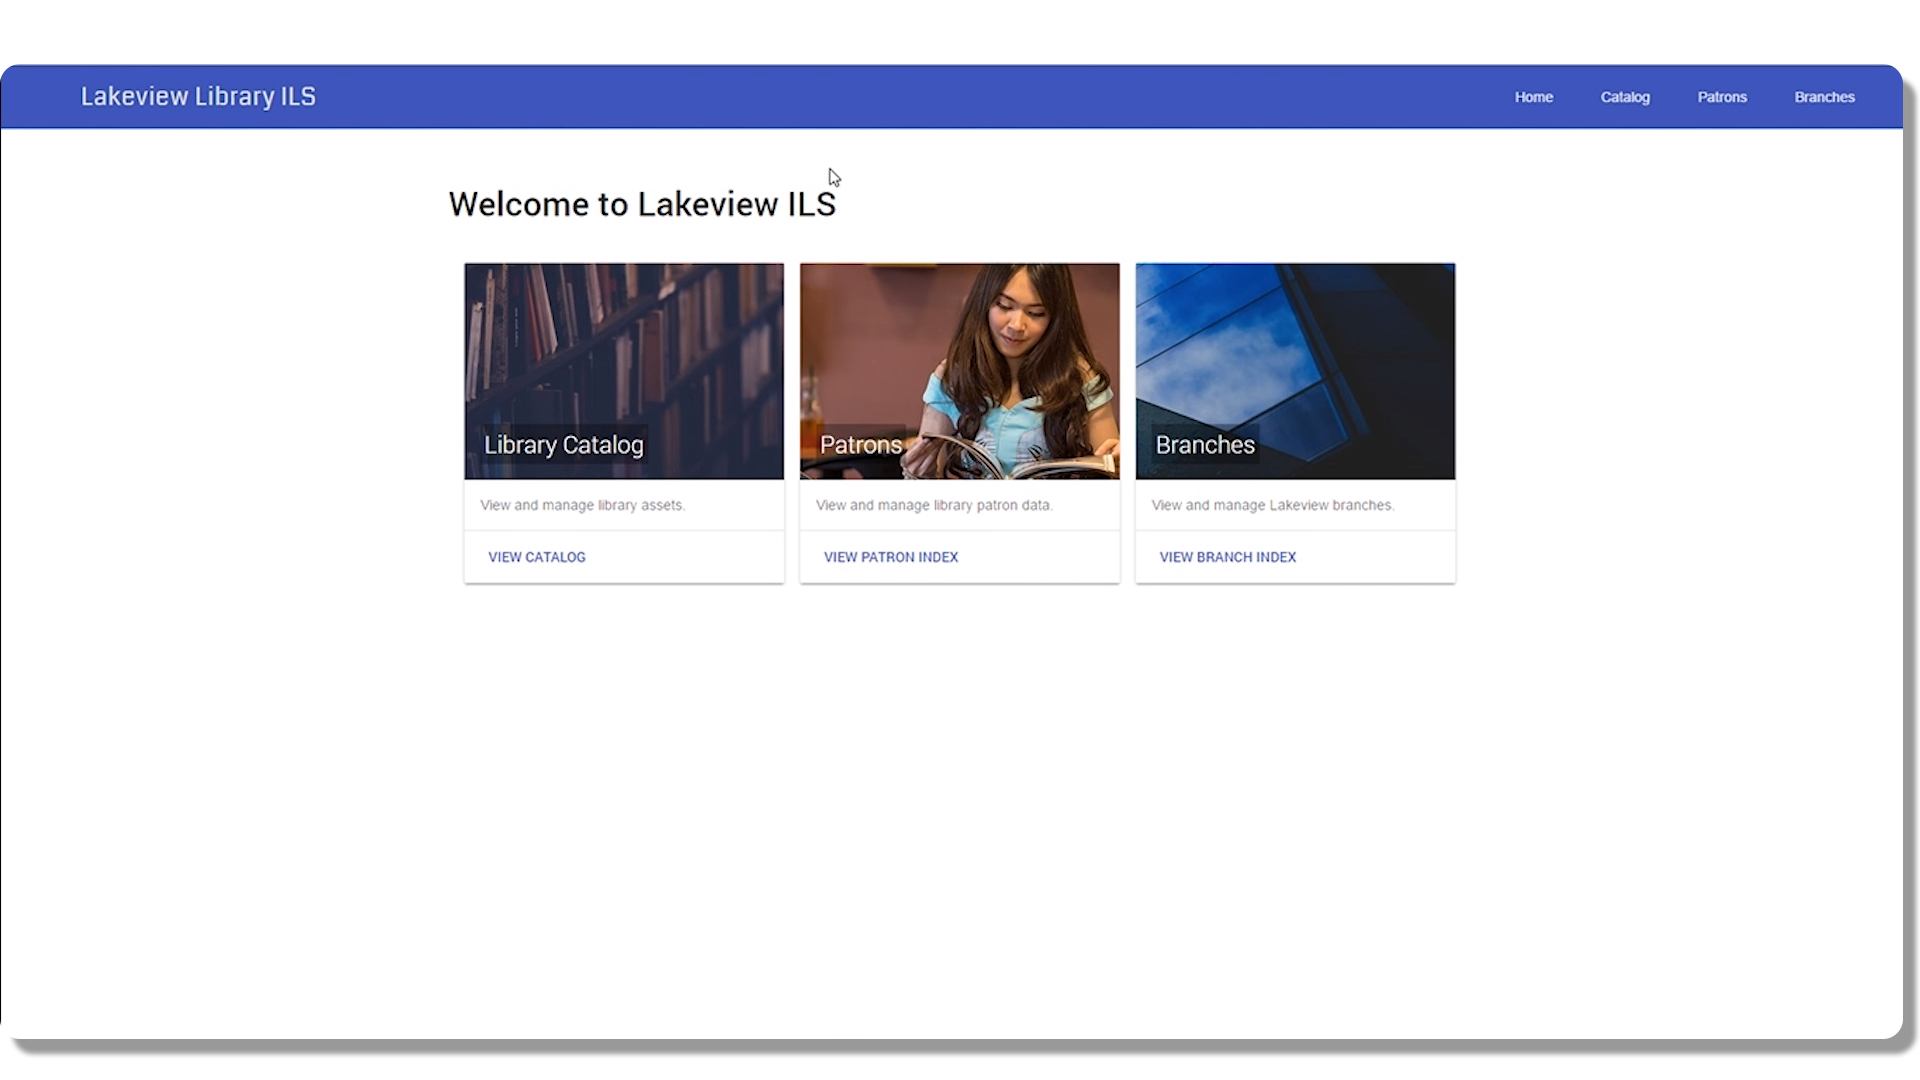 Lakeview Library ILS
Home Catalog Patrons Branches
Welcome to Lakeview ILS
Library Catalog
View and manage library assets.
VIEW CATALOG
Patrons
View and manage library patron data.
VIEW PATRON INDEX
Branches
View and manage Lakeview branches.
VIEW BRANCH INDEX